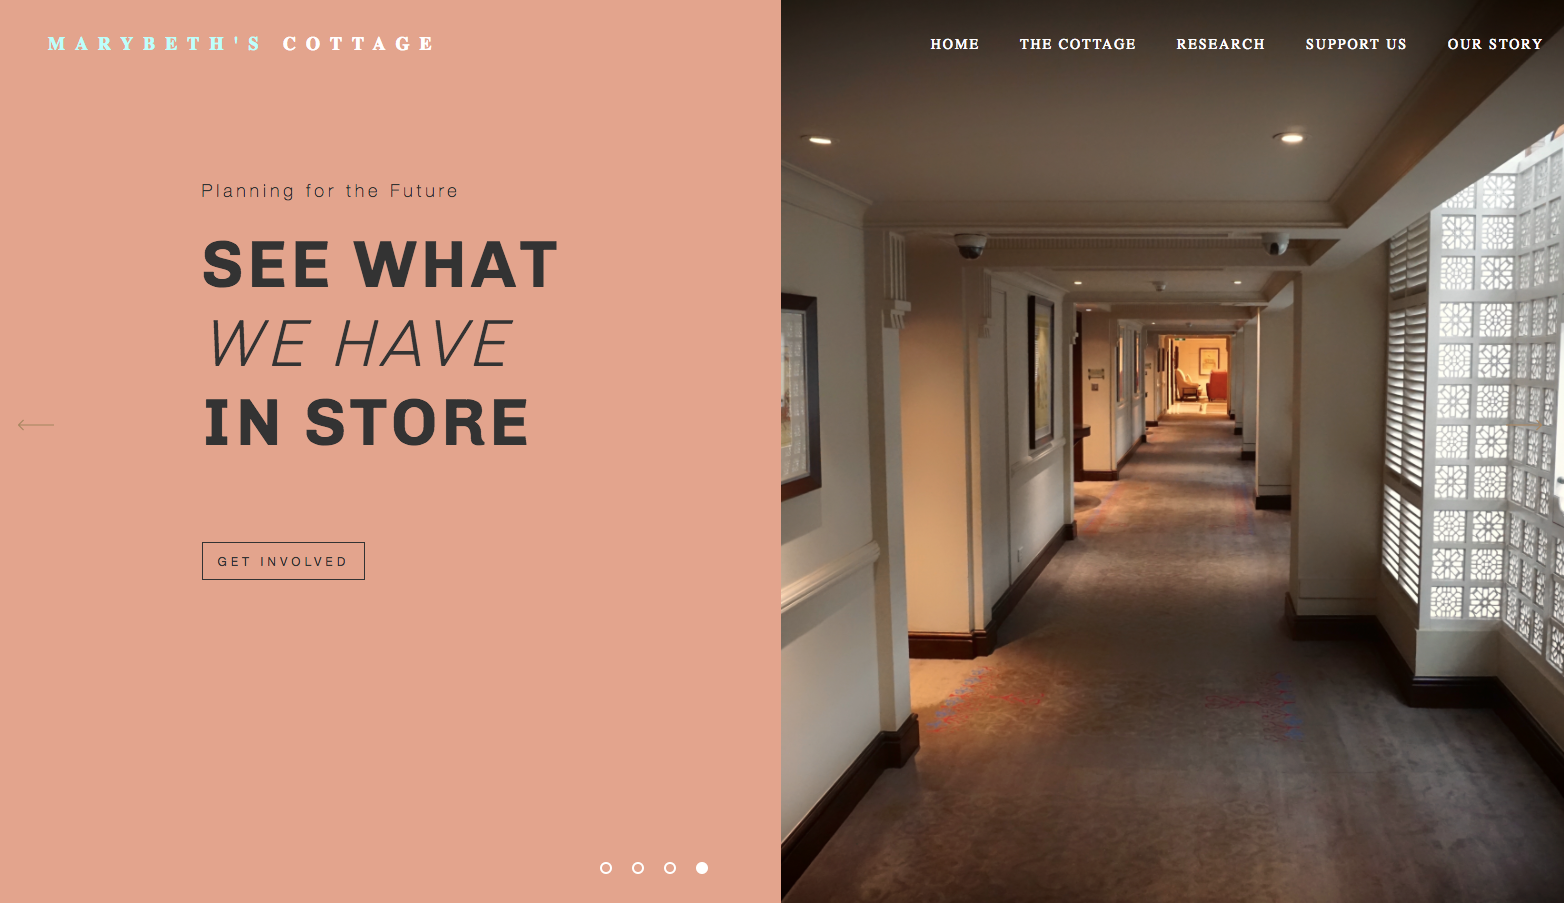 MARYBETH'S COTTAGE
HOME THE COTTAGE RESEARCH SUPPORT US OUR STORY
Planning for the Future
SEE WHAT
WE HAVE
IN STORE
GET INVOLVED